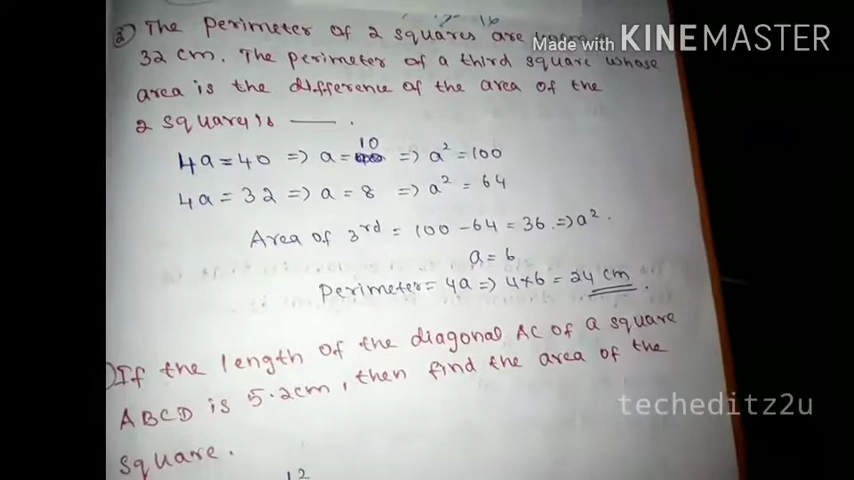 2) The perimeter of 2 squares are
Made with KINEMASTER
32 cm. The perimeter of a third square whose
area is the difference of the area of the
2 squares is ___ .
4a = 40 => a = 10 => a² = 100
4a = 32 => a = 8 => a² = 64
Area of 3rd = 100 - 64 = 36 => a².
a = 6
Perimeter = 4a => 4×6 = 24 cm.
)If the length of the diagonal AC of a square
ABCD is 5.2cm, then find the area of the
square.
techeditz2u